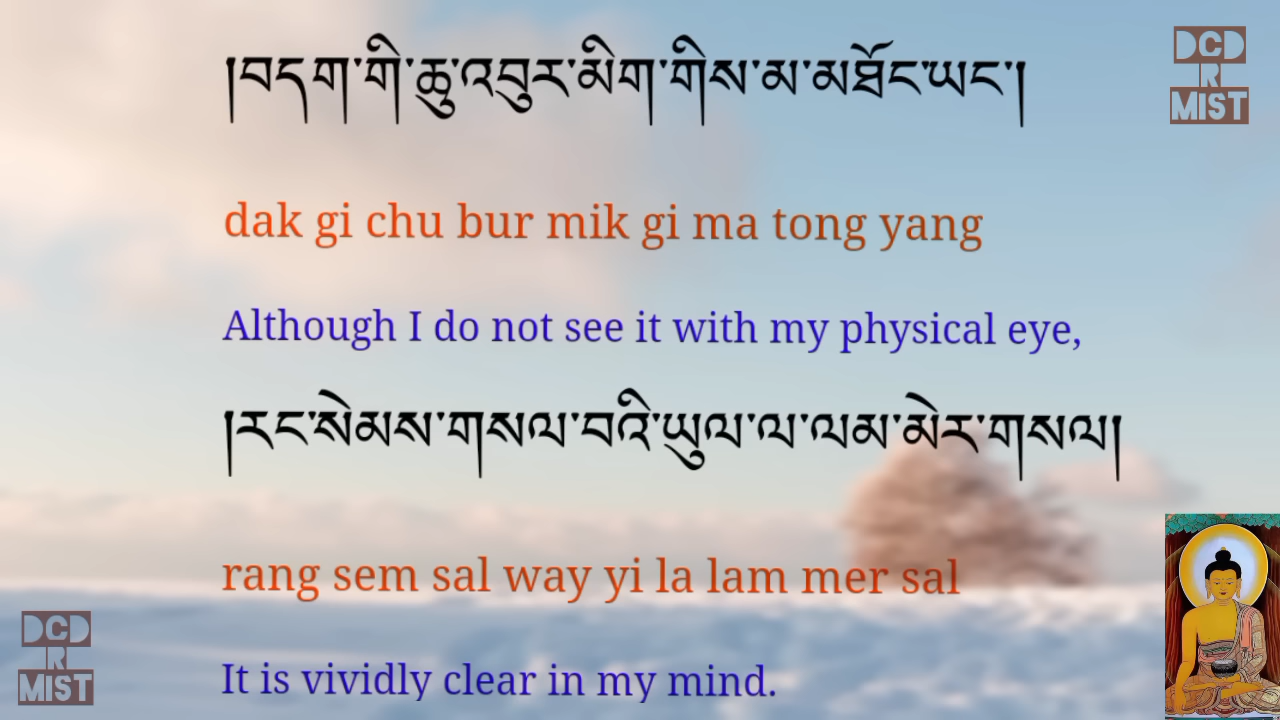 །བདག་གི་ཆུ་འབུར་མིག་གིས་མ་མཐོང་ཡང་།
DCD
R
MIST
dak gi chu bur mik gi ma tong yang
Although I do not see it with my physical eye,
།རང་སེམས་གསལ་བའི་ཡུལ་ལ་ལམ་མེར་གསལ།
rang sem sal way yi la lam mer sal
DCD
R
MIST
It is vividly clear in my mind.